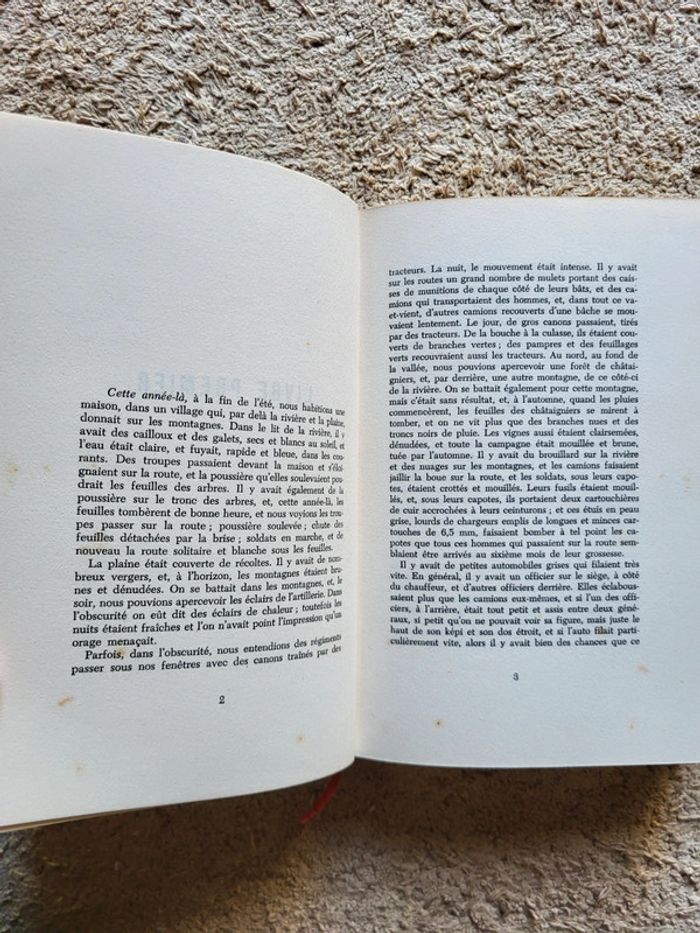 LIVRE PREMIER
Cette année-là, à la fin de l'été, nous habitions une
maison, dans un village qui, par delà la rivière et la plaine,
donnait sur les montagnes. Dans le lit de la rivière, il y
avait des cailloux et des galets, secs et blancs au soleil, et
l'eau était claire, et fuyait, rapide et bleue, dans les cou-
rants. Des troupes passaient devant la maison et s'éloi-
gnaient sur la route, et la poussière qu'elles soulevaient pou-
drait les feuilles des arbres. Il y avait également de la
poussière sur le tronc des arbres, et, cette année-là, les
feuilles tombèrent de bonne heure, et nous voyions les trou-
pes passer sur la route ; poussière soulevée ; chute des
feuilles détachées par la brise ; soldats en marche, et de
nouveau la route solitaire et blanche sous les feuilles.
La plaine était couverte de récoltes. Il y avait de nom-
breux vergers, et, à l'horizon, les montagnes étaient bru-
nes et dénudées. On se battait dans les montagnes, et, le
soir, nous pouvions apercevoir les éclairs de l'artillerie. Dans
l'obscurité on eût dit des éclairs de chaleur ; toutefois les
nuits étaient fraîches et l'on n'avait point l'impression qu'un
orage menaçait.
Parfois, dans l'obscurité, nous entendions des régiments
passer sous nos fenêtres avec des canons traînés par des
2
tracteurs. La nuit, le mouvement était intense. Il y avait
sur les routes un grand nombre de mulets portant des cais-
ses de munitions de chaque côté de leurs bâts, et des ca-
mions qui transportaient des hommes, et, dans tout ce va-
et-vient, d'autres camions recouverts d'une bâche se mou-
vaient lentement. Le jour, de gros canons passaient, tirés
par des tracteurs. De la bouche à la culasse, ils étaient cou-
verts de branches vertes ; des pampres et des feuillages
verts recouvraient aussi les tracteurs. Au nord, au fond de
la vallée, nous pouvions apercevoir une forêt de châtai-
gniers, et, par derrière, une autre montagne, de ce côté-ci
de la rivière. On se battait également pour cette montagne,
mais c'était sans résultat, et, à l'automne, quand les pluies
commencèrent, les feuilles des châtaigniers se mirent à
tomber, et on ne vit plus que des branches nues et des
troncs noirs de pluie. Les vignes aussi étaient clairsemées,
dénudées, et toute la campagne était mouillée et brune,
tuée par l'automne. Il y avait du brouillard sur la rivière
et des nuages sur les montagnes, et les camions faisaient
jaillir la boue sur la route, et les soldats, sous leurs capo-
tes, étaient crottés et mouillés. Leurs fusils étaient mouil-
lés, et, sous leurs capotes, ils portaient deux cartouchières
de cuir accrochées à leurs ceinturons ; et ces étuis en peau
grise, lourds de chargeurs emplis de longues et minces car-
touches de 6,5 mm, faisaient bomber à tel point les ca-
potes que tous ces hommes qui passaient sur la route sem-
blaient être arrivés au sixième mois de leur grossesse.
Il y avait de petites automobiles grises qui filaient très
vite. En général, il y avait un officier sur le siège, à côté
du chauffeur, et d'autres officiers derrière. Elles éclabous-
saient plus que les camions eux-mêmes, et si l'un des offi-
ciers, à l'arrière, était tout petit et assis entre deux géné-
raux, si petit qu'on ne pouvait voir sa figure, mais juste le
haut de son képi et son dos étroit, et si l'auto filait parti-
culièrement vite, alors il y avait bien des chances que ce
3